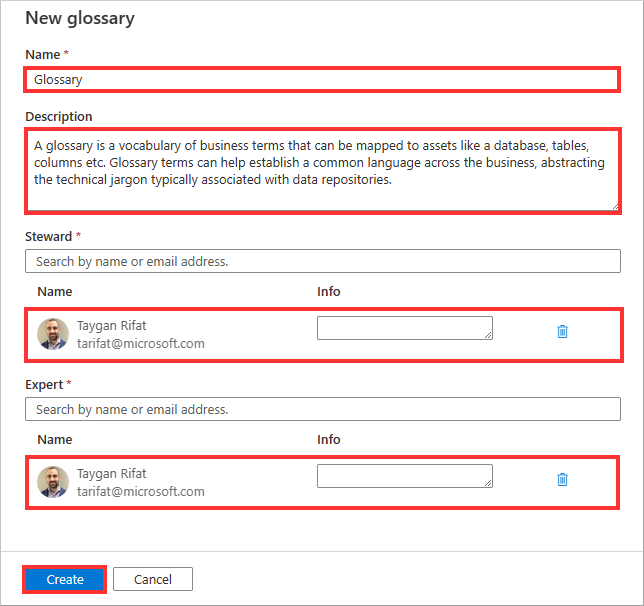 New glossary
Name *
Glossary
Description
A glossary is a vocabulary of business terms that can be mapped to assets like a database, tables,
columns etc. Glossary terms can help establish a common language across the business, abstracting
the technical jargon typically associated with data repositories.
Steward *
Search by name or email address.
Name Info
Taygan Rifat
tarifat@microsoft.com
Expert *
Search by name or email address.
Name Info
Taygan Rifat
tarifat@microsoft.com
Create Cancel